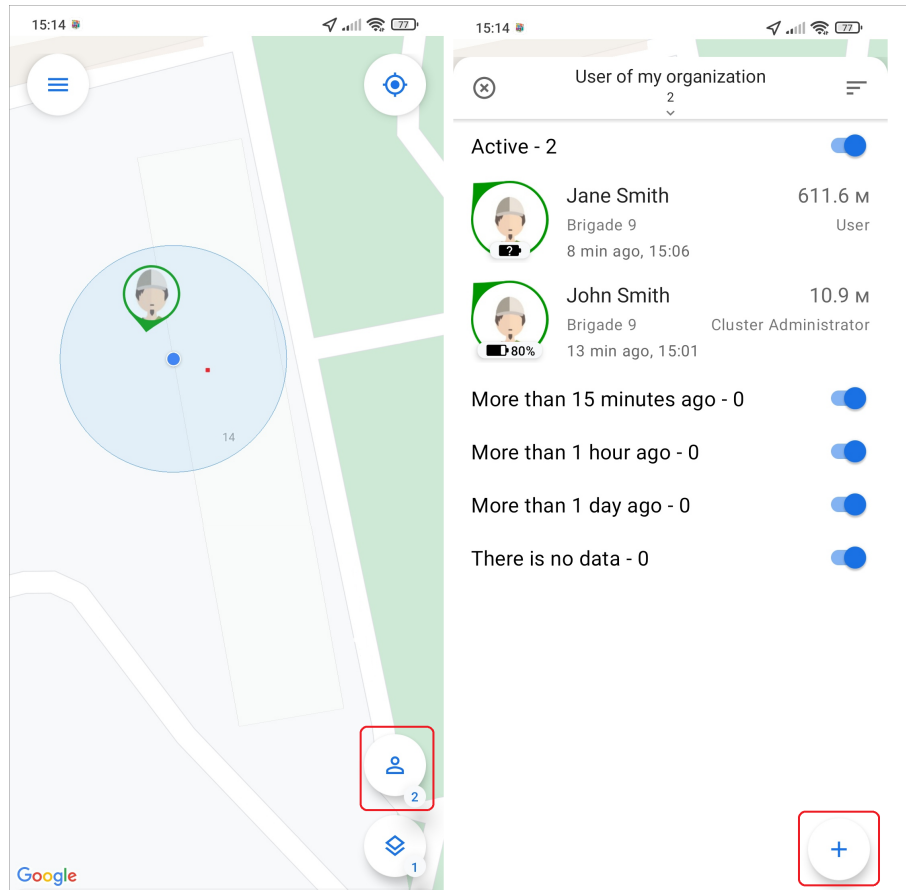 15:14
77
14
2
1
Google
15:14
77
User of my organization
2
Active - 2
Jane Smith
611.6 м
Brigade 9
User
?
8 min ago, 15:06
John Smith
10.9 м
Brigade 9
Cluster Administrator
80%
13 min ago, 15:01
More than 15 minutes ago - 0
More than 1 hour ago - 0
More than 1 day ago - 0
There is no data - 0